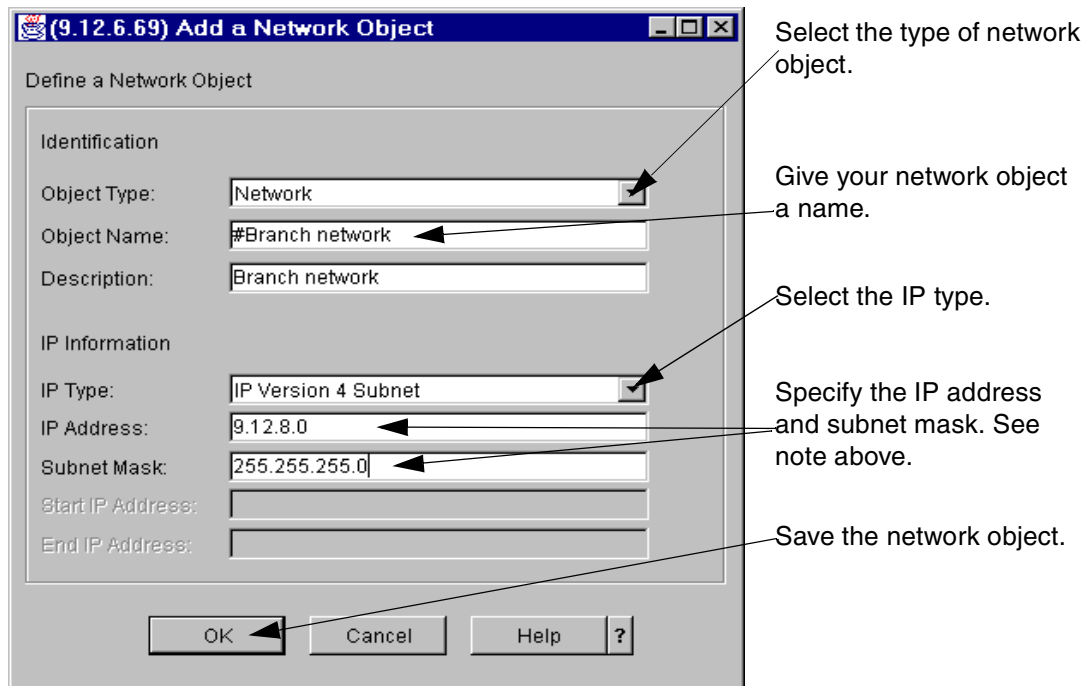 (9.12.6.69) Add a Network Object
Define a Network Object
Identification
Object Type: Network
Object Name: #Branch network
Description: Branch network
IP Information
IP Type: IP Version 4 Subnet
IP Address: 9.12.8.0
Subnet Mask: 255.255.255.0
Start IP Address:
End IP Address:
OK Cancel Help ?
Select the type of network
object.
Give your network object
a name.
Select the IP type.
Specify the IP address
and subnet mask. See
note above.
Save the network object.